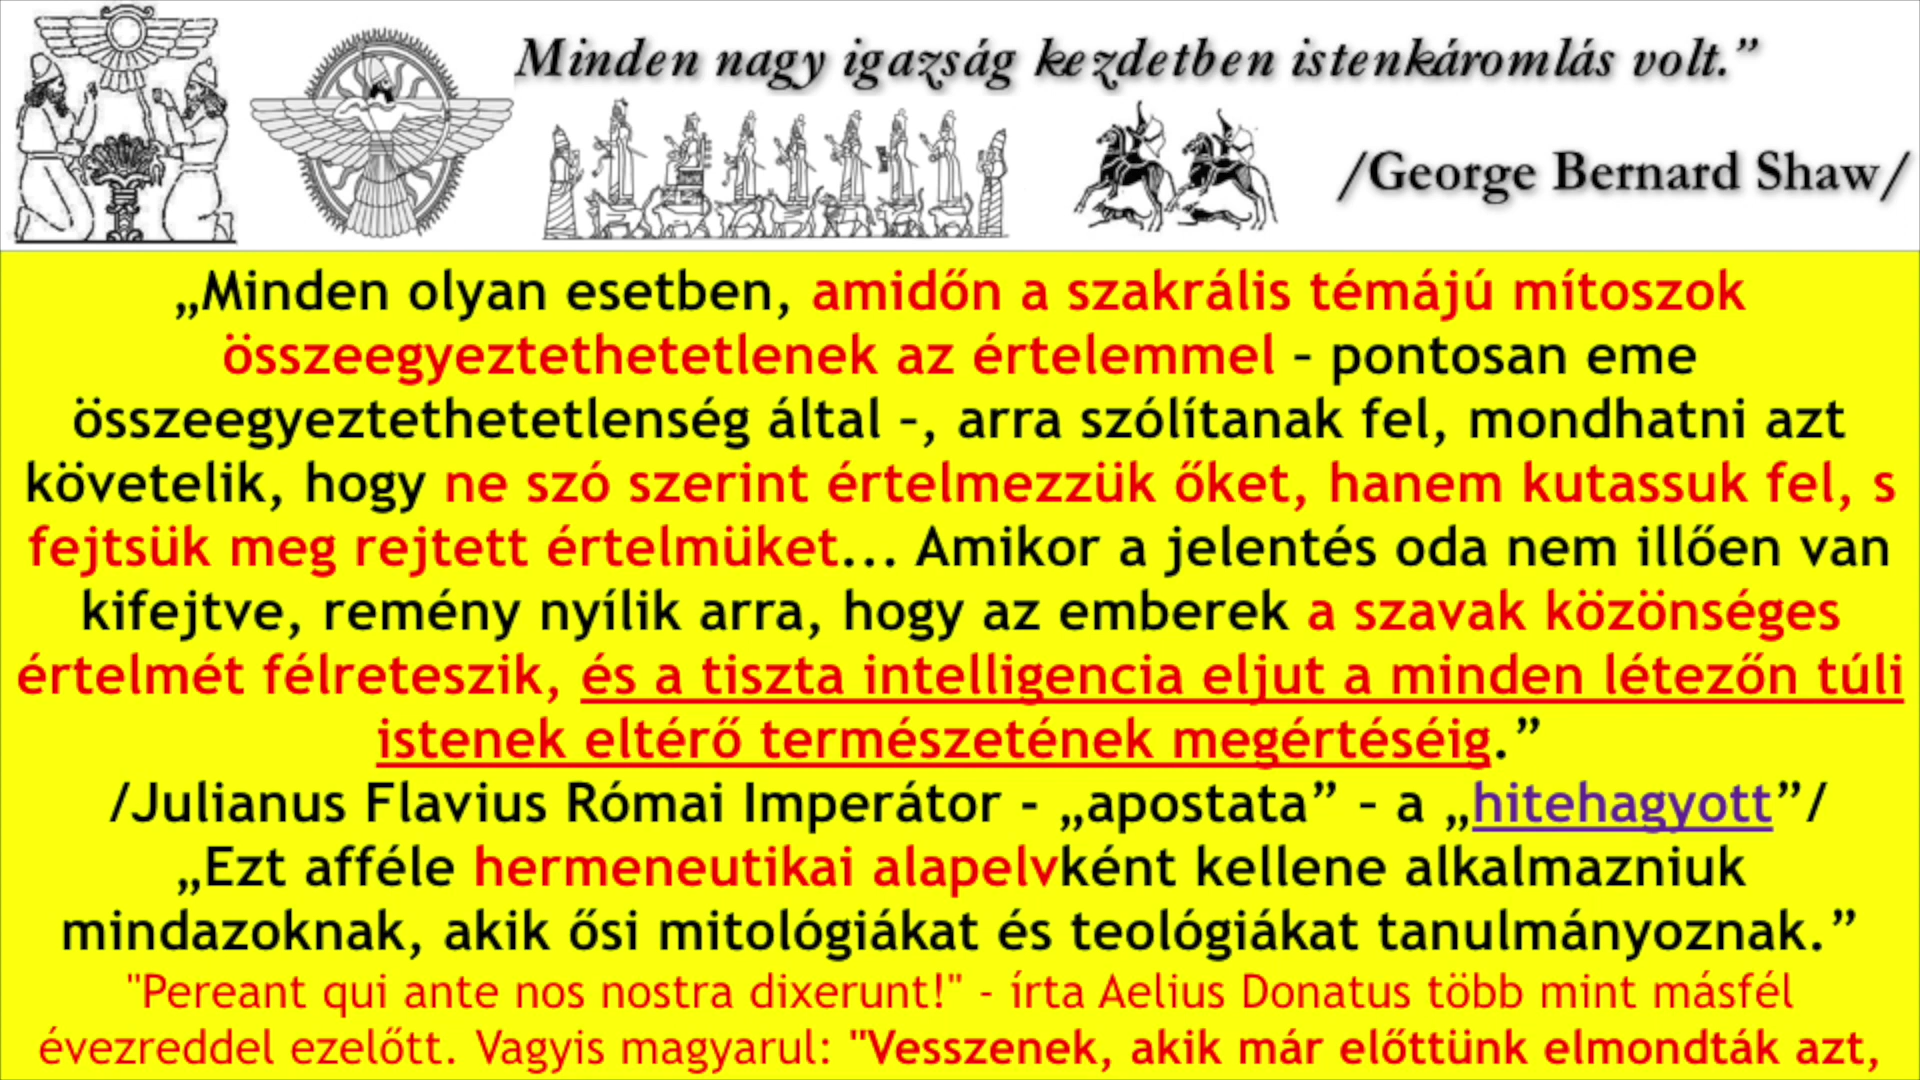 Minden nagy igazság kezdetben istenkáromlás volt.”
/George Bernard Shaw/
„Minden olyan esetben, amidőn a szakrális témájú mítoszok
összeegyeztethetetlenek az értelemmel – pontosan eme
összeegyeztethetetlenség által –, arra szólítanak fel, mondhatni azt
követelik, hogy ne szó szerint értelmezzük őket, hanem kutassuk fel, s
fejtsük meg rejtett értelmüket... Amikor a jelentés oda nem illően van
kifejtve, remény nyílik arra, hogy az emberek a szavak közönséges
értelmét félreteszik, és a tiszta intelligencia eljut a minden létezőn túli
istenek eltérő természetének megértéséig.”
/Julianus Flavius Római Imperátor - „apostata” – a „hitehagyott”/
„Ezt afféle hermeneutikai alapelvként kellene alkalmazniuk
mindazoknak, akik ősi mitológiákat és teológiákat tanulmányoznak.”
"Pereant qui ante nos nostra dixerunt!" - írta Aelius Donatus több mint másfél
évezreddel ezelőtt. Vagyis magyarul: "Vesszenek, akik már előttünk elmondták azt,